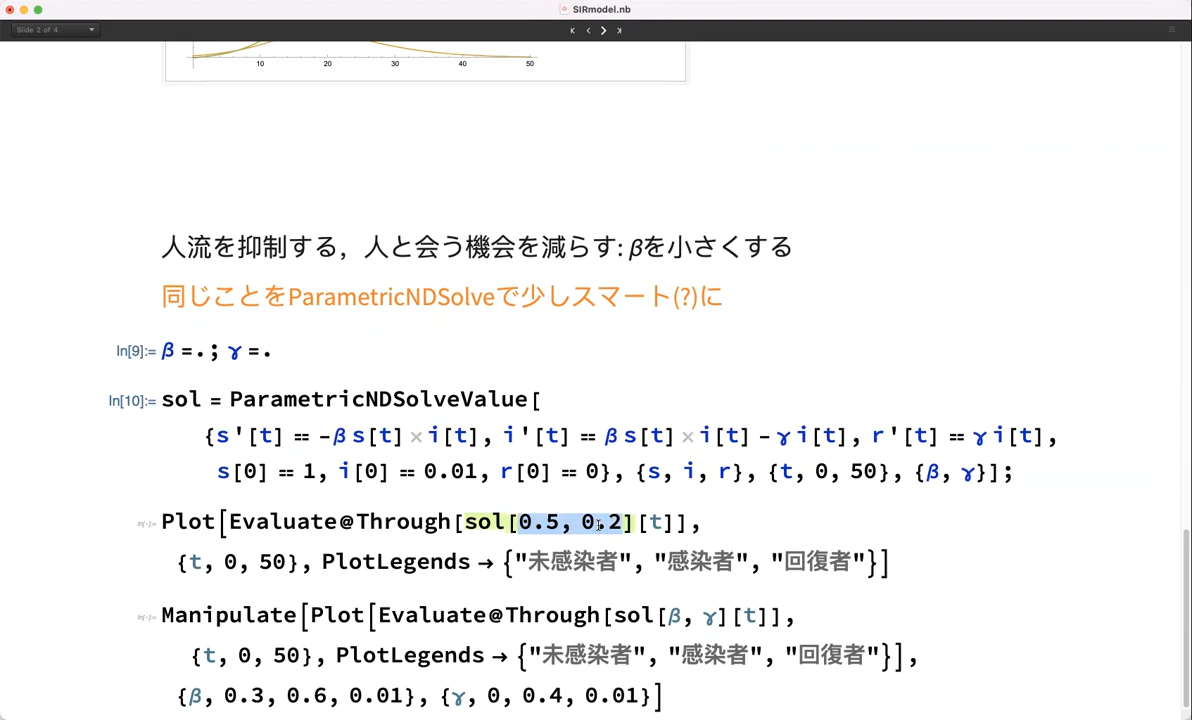 SIRmodel.nb
Slide 2 of 4
10 20 30 40 50
人流を抑制する，人と会う機会を減らす: βを小さくする
同じことをParametricNDSolveで少しスマート(?)に
In[9]:= β =.; γ =.
In[10]:= sol = ParametricNDSolveValue[
{s '[t] == -β s[t] × i[t], i '[t] == β s[t] × i[t] - γ i[t], r '[t] == γ i[t],
s[0] == 1, i[0] == 0.01, r[0] == 0}, {s, i, r}, {t, 0, 50}, {β, γ}];
In[•]:= Plot[Evaluate@Through[sol[0.5, 0.2][t]],
{t, 0, 50}, PlotLegends → {"未感染者", "感染者", "回復者"}]
In[•]:= Manipulate[Plot[Evaluate@Through[sol[β, γ][t]],
{t, 0, 50}, PlotLegends → {"未感染者", "感染者", "回復者"}],
{β, 0.3, 0.6, 0.01}, {γ, 0, 0.4, 0.01}]